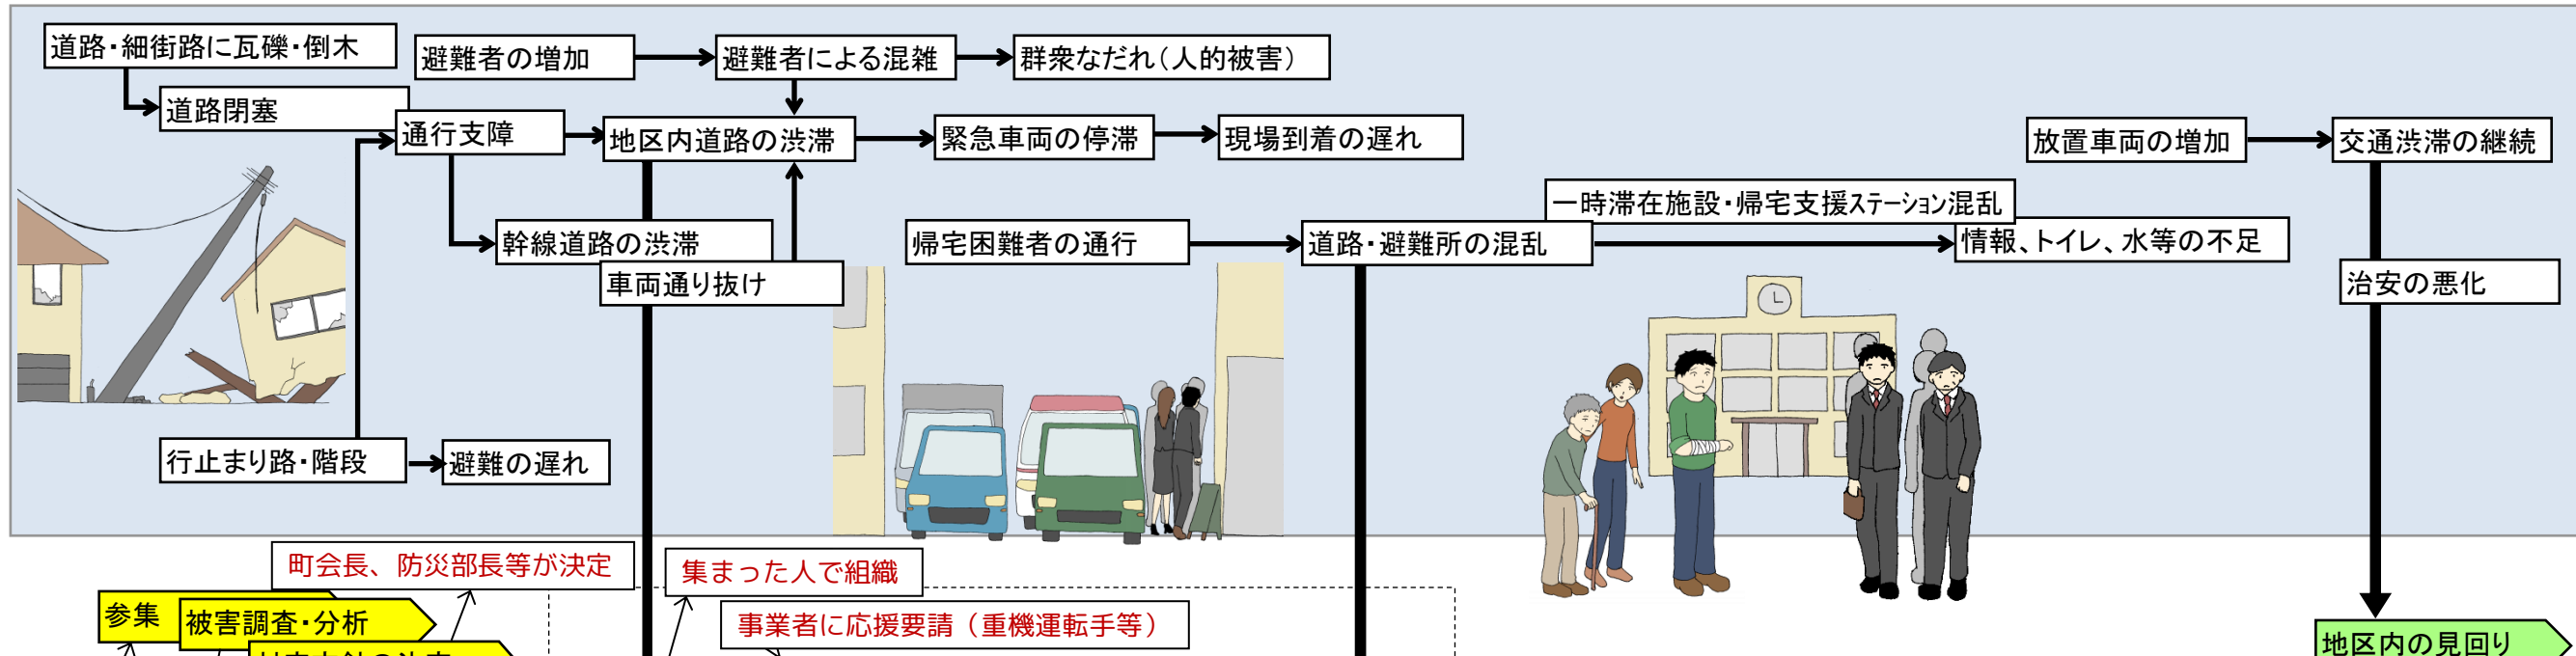 道路・細街路に瓦礫・倒木
避難者の増加
避難者による混雑
群衆なだれ（人的被害）
道路閉塞
通行支障
地区内道路の渋滞
緊急車両の停滞
現場到着の遅れ
放置車両の増加
交通渋滞の継続
一時滞在施設・帰宅支援ステーション混乱
幹線道路の渋滞
帰宅困難者の通行
道路・避難所の混乱
情報、トイレ、水等の不足
車両通り抜け
治安の悪化
行止まり路・階段
避難の遅れ
町会長、防災部長等が決定
集まった人で組織
参集
被害調査・分析
事業者に応援要請（重機運転手等）
地区内の見回り